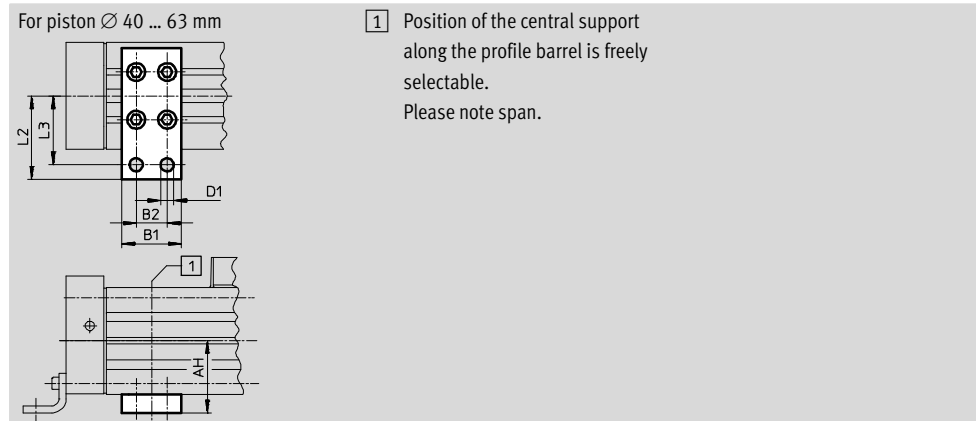 For piston ∅ 40 ... 63 mm
1 Position of the central support
along the profile barrel is freely
selectable.
Please note span.
L2
L3
D1
B2
B1
1
AH